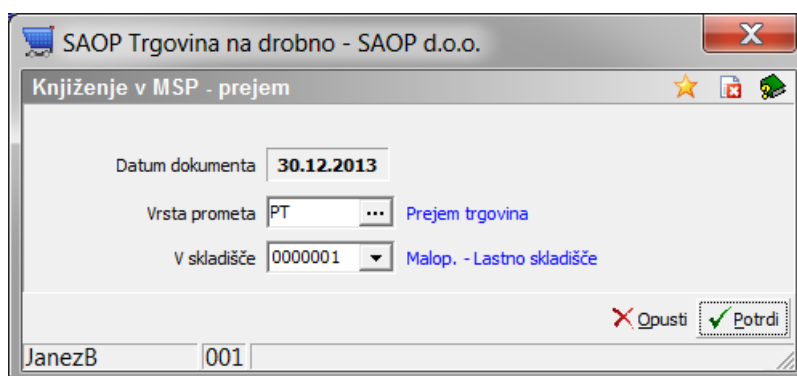 SAOP Trgovina na drobno - SAOP d.o.o.
Knjiženje v MSP - prejem
Datum dokumenta 30.12.2013
Vrsta prometa PT ... Prejem trgovina
V skladišče 0000001 Malop. - Lastno skladišče
Opusti Potrdi
JanezB 001